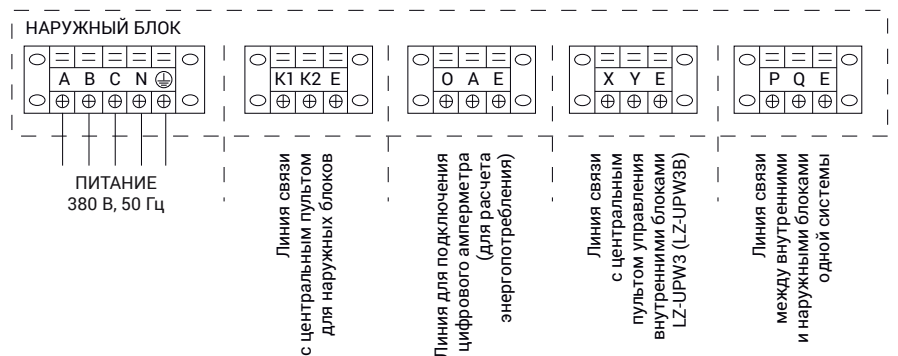 НАРУЖНЫЙ БЛОК
A B C N
K1 K2 E
O A E
X Y E
P Q E
ПИТАНИЕ
380 В, 50 Гц
Линия связи
с центральным пультом
для наружных блоков
Линия для подключения
цифрового амперметра
(для расчета
энергопотребления)
Линия связи
с центральным
пультом управления
внутренними блоками
LZ-UPW3 (LZ-UPW3B)
Линия связи
между внутренними
и наружными блоками
одной системы